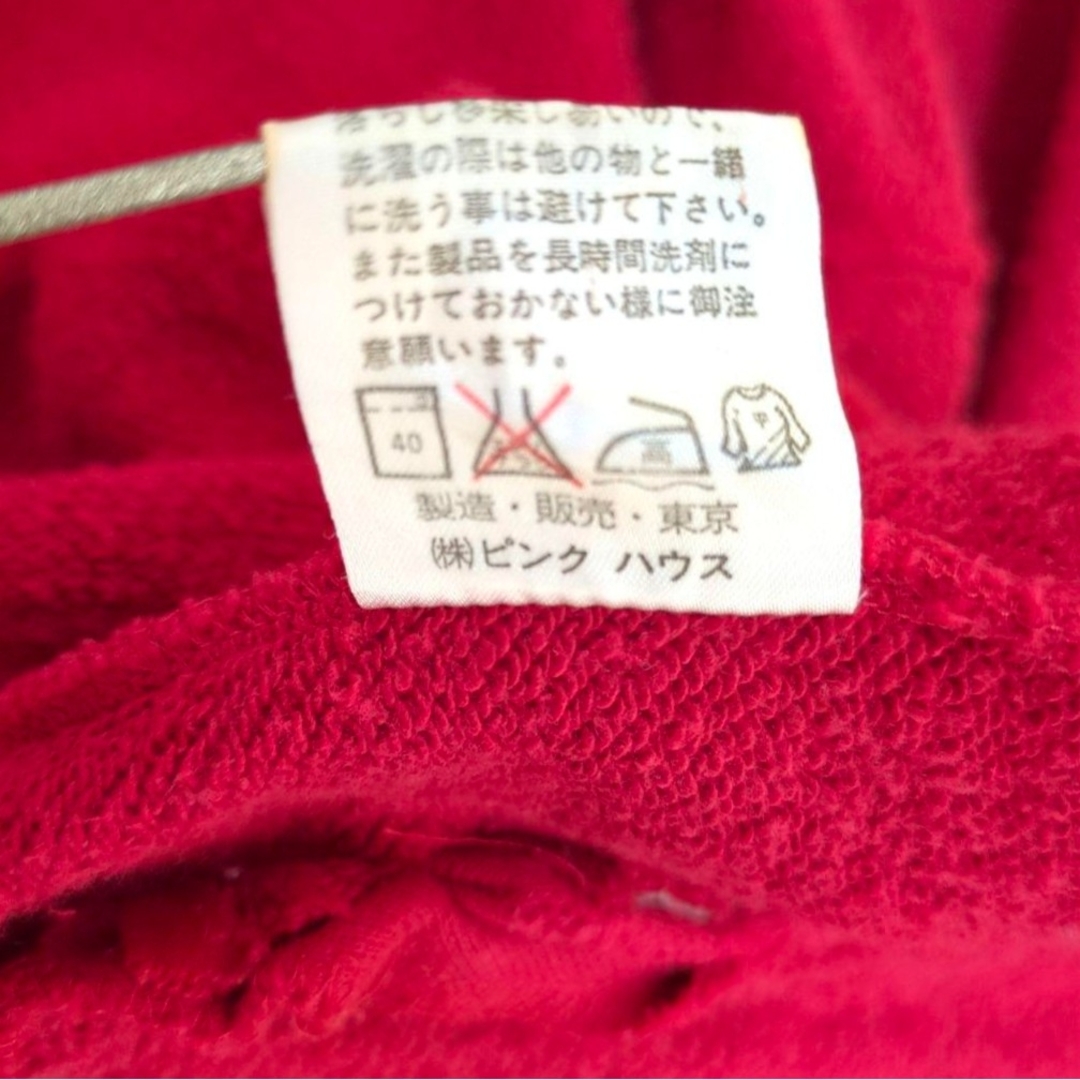 洗濯の際は他の物と一緒
に洗う事は避けて下さい。
また製品を長時間洗剤に
つけておかない様に御注
意願います。
40
高
中
製造・販売・東京
㈱ピンク ハウス